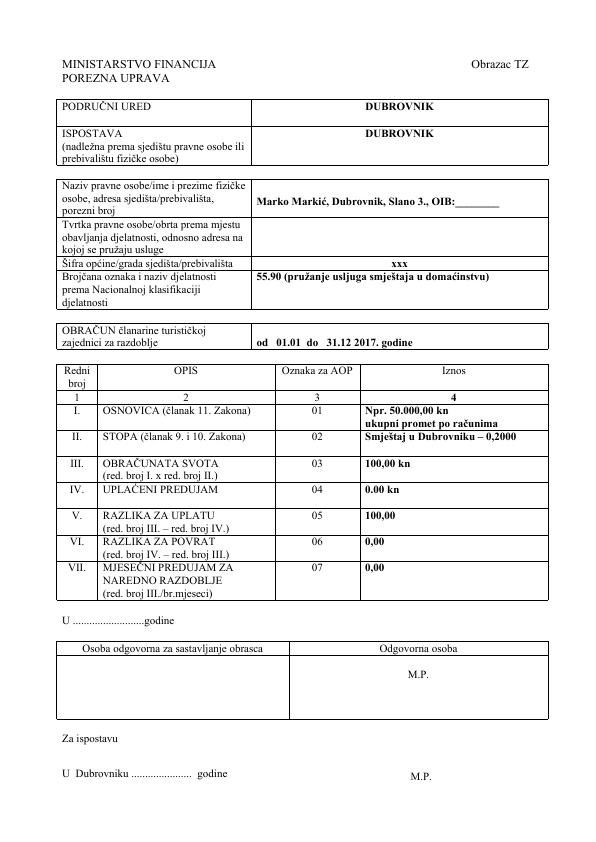 MINISTARSTVO FINANCIJA Obrazac TZ
POREZNA UPRAVA
PODRUČNI URED DUBROVNIK
ISPOSTAVA DUBROVNIK
(nadležna prema sjedištu pravne osobe ili
prebivalištu fizičke osobe)
Naziv pravne osobe/ime i prezime fizičke
osobe, adresa sjedišta/prebivališta,
porezni broj
Marko Markić, Dubrovnik, Slano 3., OIB:________
Tvrtka pravne osobe/obrta prema mjestu
obavljanja djelatnosti, odnosno adresa na
kojoj se pružaju usluge
Šifra općine/grada sjedišta/prebivališta xxx
Brojčana oznaka i naziv djelatnosti
prema Nacionalnoj klasifikaciji
djelatnosti
55.90 (pružanje usljuga smještaja u domaćinstvu)
OBRAČUN članarine turističkoj
zajednici za razdoblje
od 01.01 do 31.12 2017. godine
Redni
broj
OPIS Oznaka za AOP Iznos
1 2 3 4
I. OSNOVICA (članak 11. Zakona) 01 Npr. 50.000,00 kn
ukupni promet po računima
II. STOPA (članak 9. i 10. Zakona) 02 Smještaj u Dubrovniku – 0,2000
III. OBRAČUNATA SVOTA 03 100,00 kn
(red. broj I. x red. broj II.)
IV. UPLAĆENI PREDUJAM 04 0.00 kn
V. RAZLIKA ZA UPLATU 05 100,00
(red. broj III. – red. broj IV.)
VI. RAZLIKA ZA POVRAT 06 0,00
(red. broj IV. – red. broj III.)
VII. MJESEČNI PREDUJAM ZA 07 0,00
NAREDNO RAZDOBLJE
(red. broj III./br.mjeseci)
U ..........................godine
Osoba odgovorna za sastavljanje obrasca Odgovorna osoba
M.P.
Za ispostavu
U Dubrovniku ...................... godine M.P.